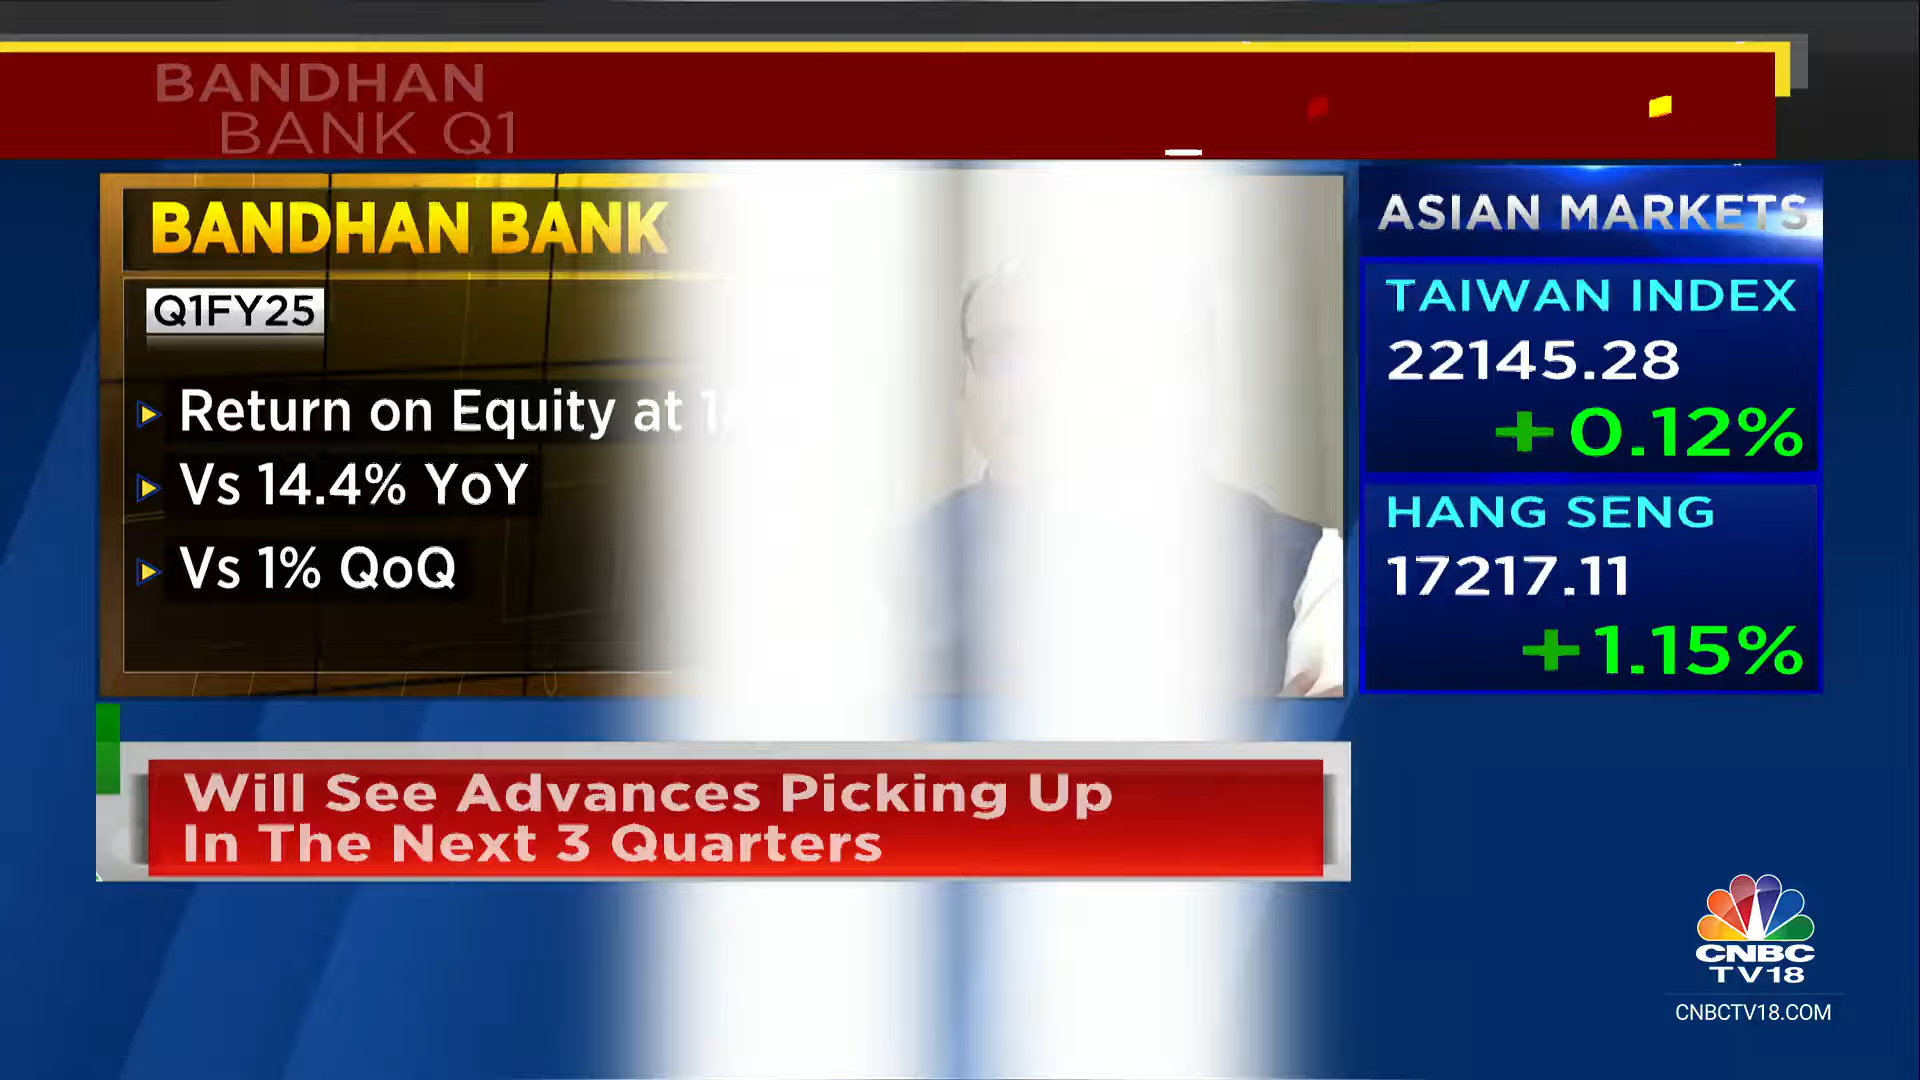 BANDHAN
BANK Q1
BANDHAN BANK
Q1FY25
Return on Equity at
Vs 14.4% YoY
Vs 1% QoQ
ASIAN MARKETS
TAIWAN INDEX
22145.28
+0.12%
HANG SENG
17217.11
+1.15%
Will See Advances Picking Up
In The Next 3 Quarters
CNBC
TV18
CNBCTV18.COM